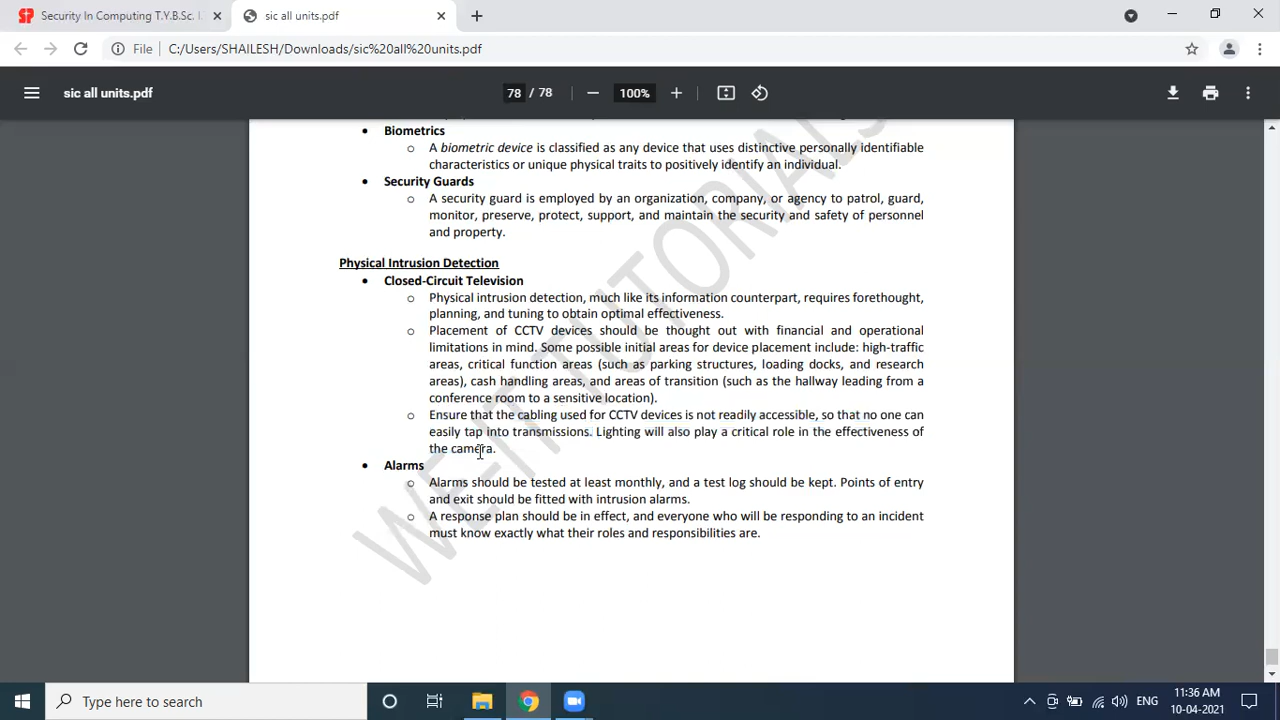 Security In Computing T.Y.B.Sc. I
sic all units.pdf
File
C:/Users/SHAILESH/Downloads/sic%20all%20units.pdf
sic all units.pdf
78 / 78
100%
WE-IT TUTORIALS
• Biometrics
o A biometric device is classified as any device that uses distinctive personally identifiable
characteristics or unique physical traits to positively identify an individual.
• Security Guards
o A security guard is employed by an organization, company, or agency to patrol, guard,
monitor, preserve, protect, support, and maintain the security and safety of personnel
and property.
Physical Intrusion Detection
• Closed-Circuit Television
o Physical intrusion detection, much like its information counterpart, requires forethought,
planning, and tuning to obtain optimal effectiveness.
o Placement of CCTV devices should be thought out with financial and operational
limitations in mind. Some possible initial areas for device placement include: high-traffic
areas, critical function areas (such as parking structures, loading docks, and research
areas), cash handling areas, and areas of transition (such as the hallway leading from a
conference room to a sensitive location).
o Ensure that the cabling used for CCTV devices is not readily accessible, so that no one can
easily tap into transmissions. Lighting will also play a critical role in the effectiveness of
the camera.
• Alarms
o Alarms should be tested at least monthly, and a test log should be kept. Points of entry
and exit should be fitted with intrusion alarms.
o A response plan should be in effect, and everyone who will be responding to an incident
must know exactly what their roles and responsibilities are.
Type here to search
ENG
11:36 AM
10-04-2021